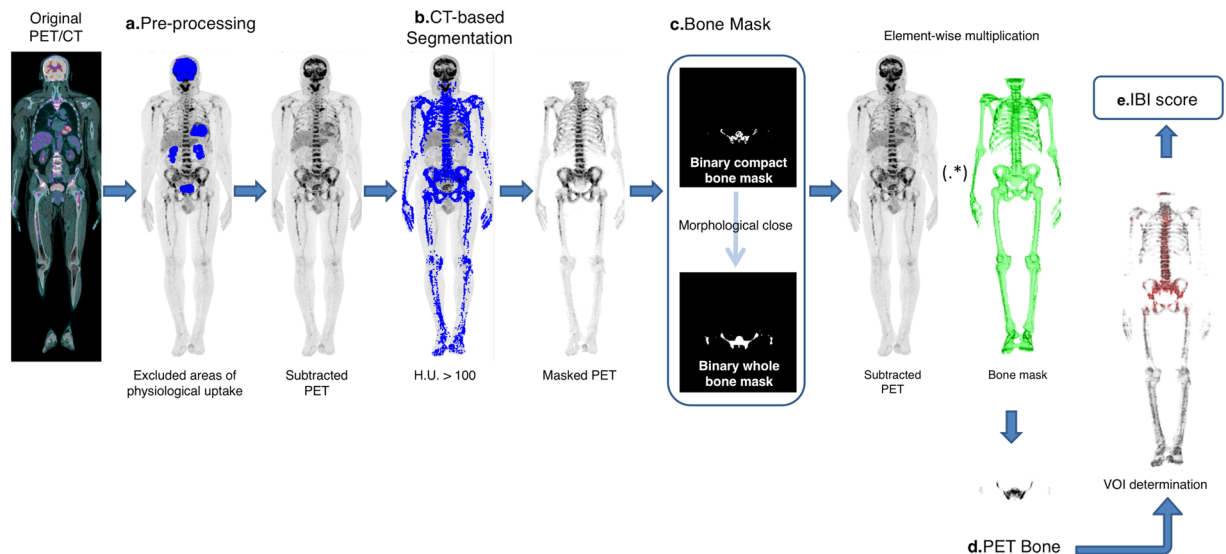 Original
PET/CT
a.Pre-processing
b.CT-based
Segmentation
c.Bone Mask
Element-wise multiplication
e.IBI score
Binary compact
bone mask
(.*)
Morphological close
Binary whole
bone mask
Excluded areas of
physiological uptake
Subtracted
PET
H.U. > 100
Masked PET
Subtracted
PET
Bone mask
VOI determination
d.PET Bone